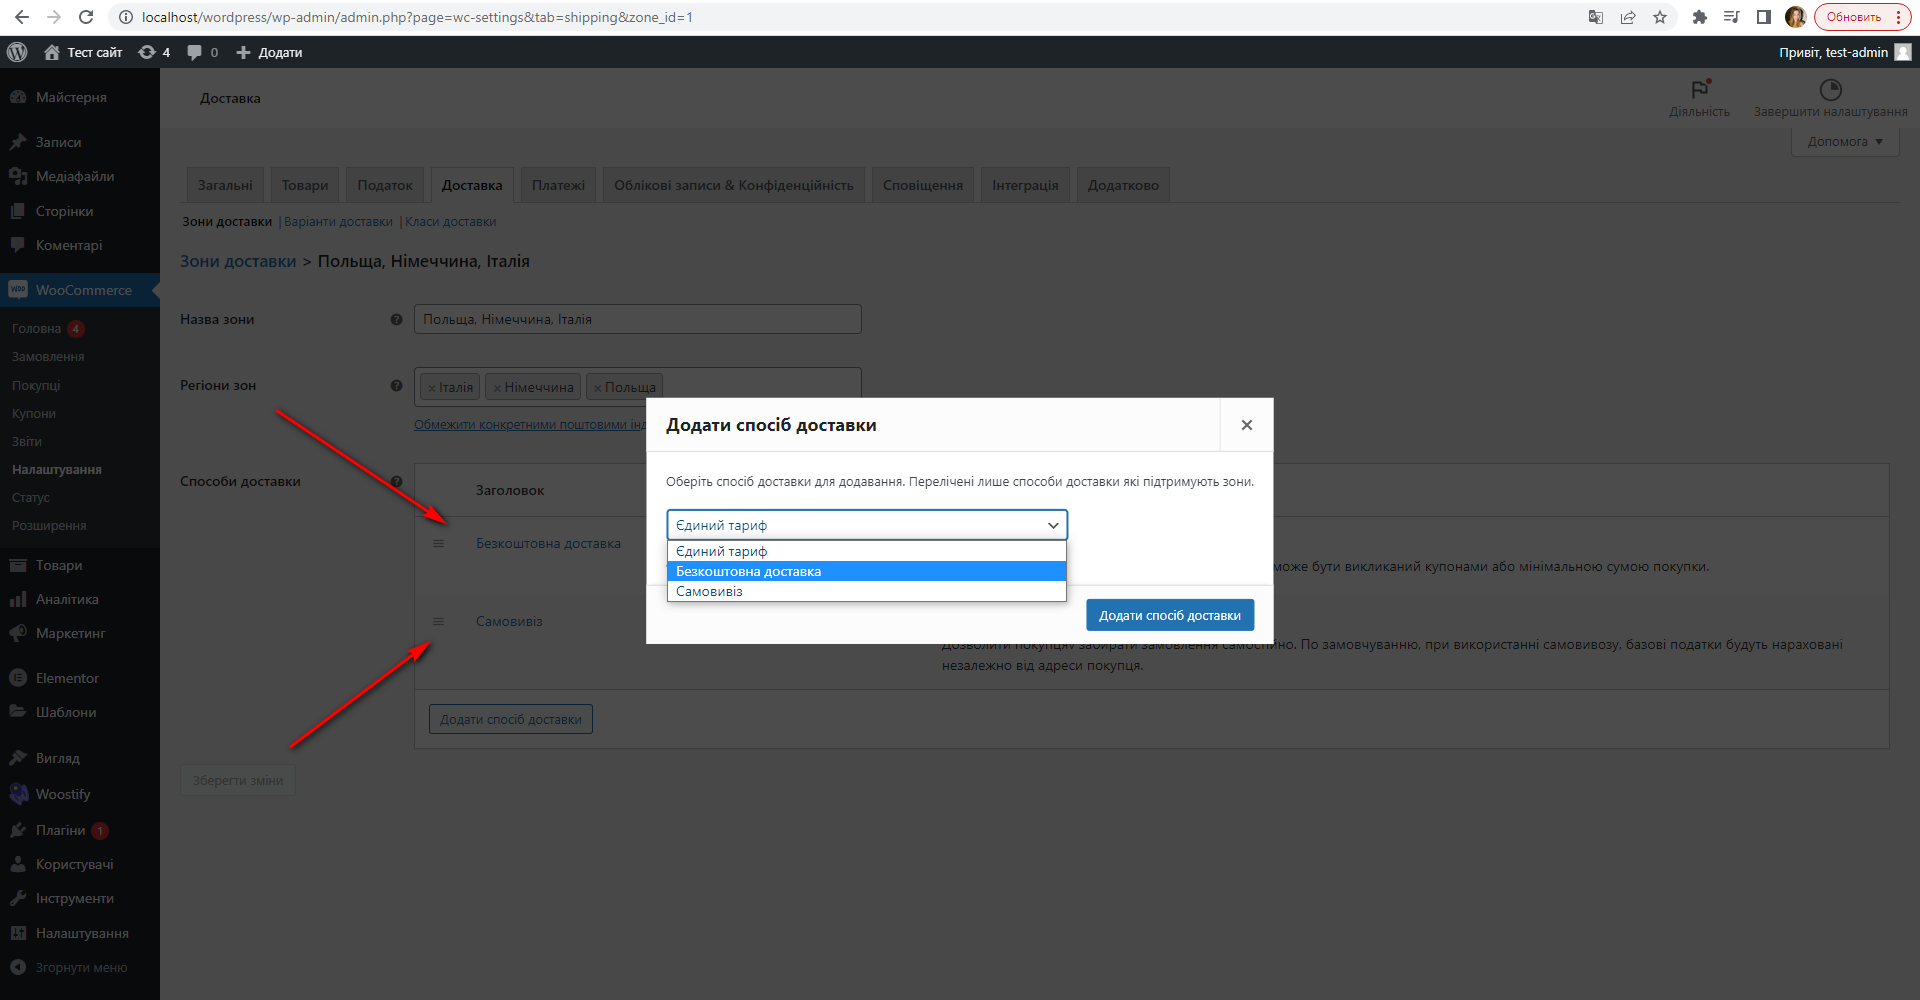 localhost/wordpress/wp-admin/admin.php?page=wc-settings&tab=shipping&zone_id=1
Обновить
Тест сайт 4 0 Додати
Привіт, test-admin
Майстерня
Записи
Медіафайли
Сторінки
Коментарі
WooCommerce
Головна 4
Замовлення
Покупці
Купони
Звіти
Налаштування
Статус
Розширення
Товари
Аналітика
Маркетинг
Elementor
Шаблони
Вигляд
Woostify
Плагіни 1
Користувачі
Інструменти
Налаштування
Згорнути меню
Доставка
Діяльність
Завершити налаштування
Допомога
Загальні Товари Податок Доставка Платежі Облікові записи & Конфіденційність Сповіщення Інтеграція Додатково
Зони доставки | Варіанти доставки | Класи доставки
Зони доставки > Польща, Німеччина, Італія
Назва зони
Польща, Німеччина, Італія
Регіони зон
× Італія × Німеччина × Польща
Обмежити конкретними поштовими
Способи доставки
Заголовок
Безкоштовна доставка
може бути викликаний купонами або мінімальною сумою покупки.
Самовивіз
Дозволити покупцях забирати замовлення самостійно. По замовчуванню, при використанні самовивозу, базові податки будуть нараховані
незалежно від адреси покупця.
Додати спосіб доставки
Зберегти зміни
Додати спосіб доставки
Оберіть спосіб доставки для додавання. Перелічені лише способи доставки які підтримують зони.
Єдиний тариф
Єдиний тариф
Безкоштовна доставка
Самовивіз
Додати спосіб доставки